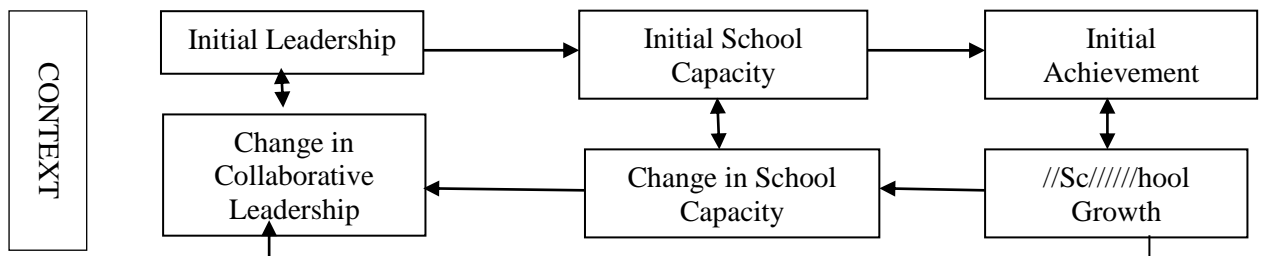 CONTEXT
Initial Leadership
Initial School
Capacity
Initial
Achievement
Change in
Collaborative
Leadership
Change in School
Capacity
//Sc//////hool
Growth